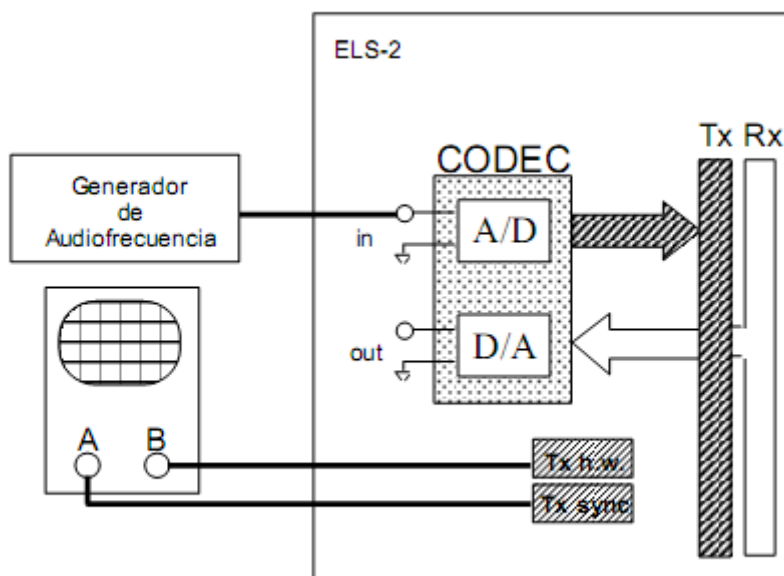 ELS-2
Tx Rx
CODEC
Generador
de
Audiofrecuencia
in
A/D
out
D/A
A B
Tx h.w.
Tx sync